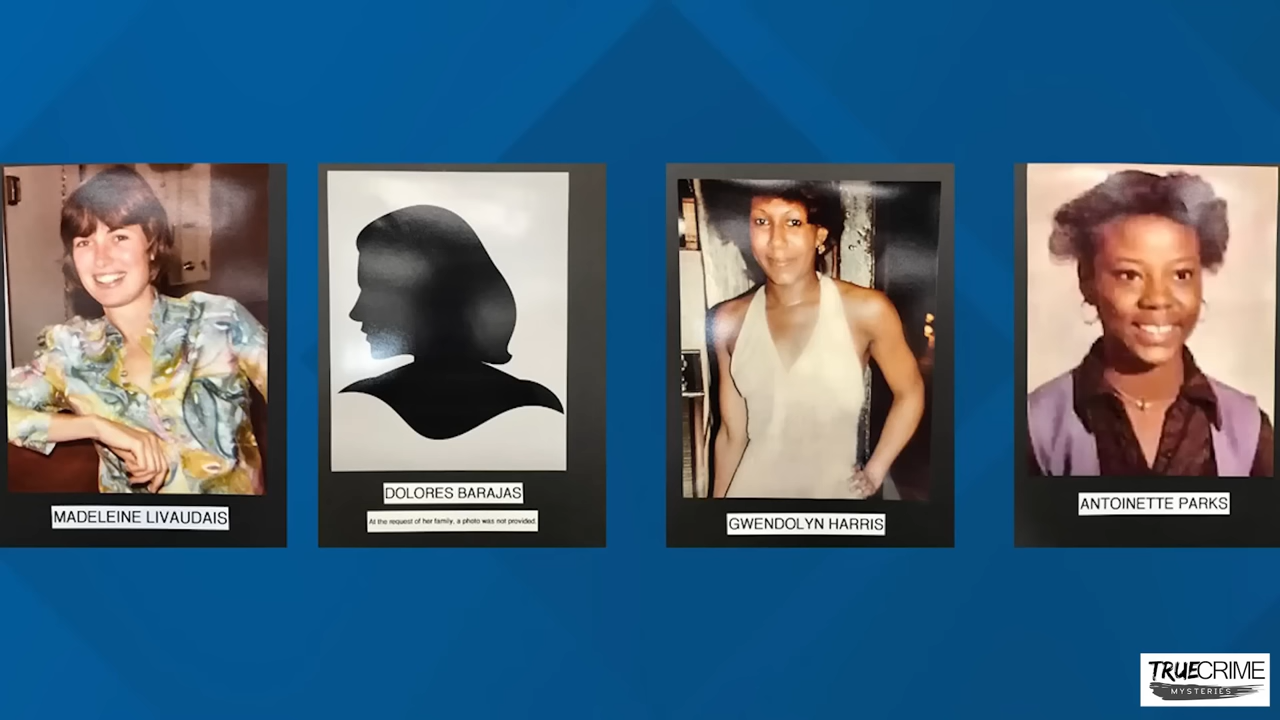 MADELEINE LIVAUDAIS
DOLORES BARAJAS
At the request of her family, a photo was not provided.
GWENDOLYN HARRIS
ANTOINETTE PARKS
TRUECRIME
MYSTERIES